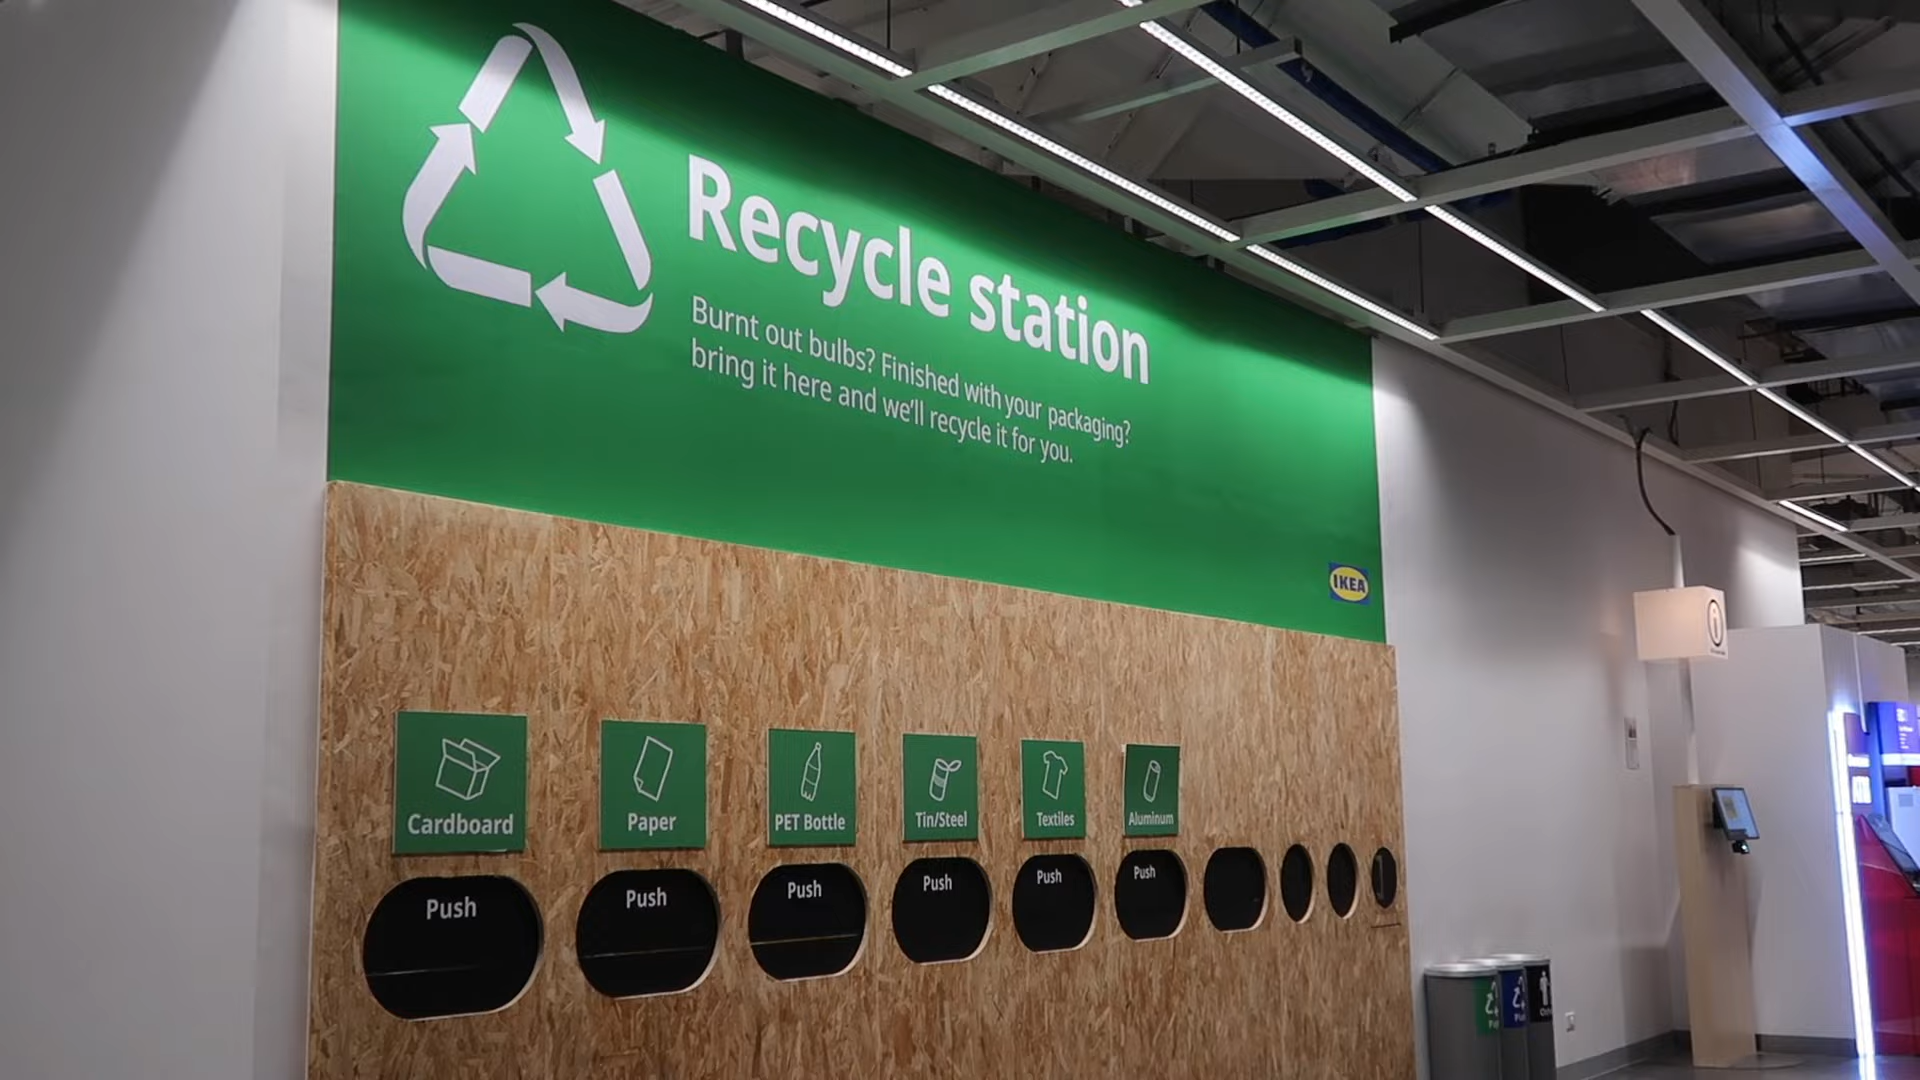 Recycle station
Burnt out bulbs? Finished with your packaging?
bring it here and we'll recycle it for you.
IKEA
Cardboard
Paper
PET Bottle
Tin/Steel
Textiles
Aluminum
Push
Push
Push
Push
Push
Push